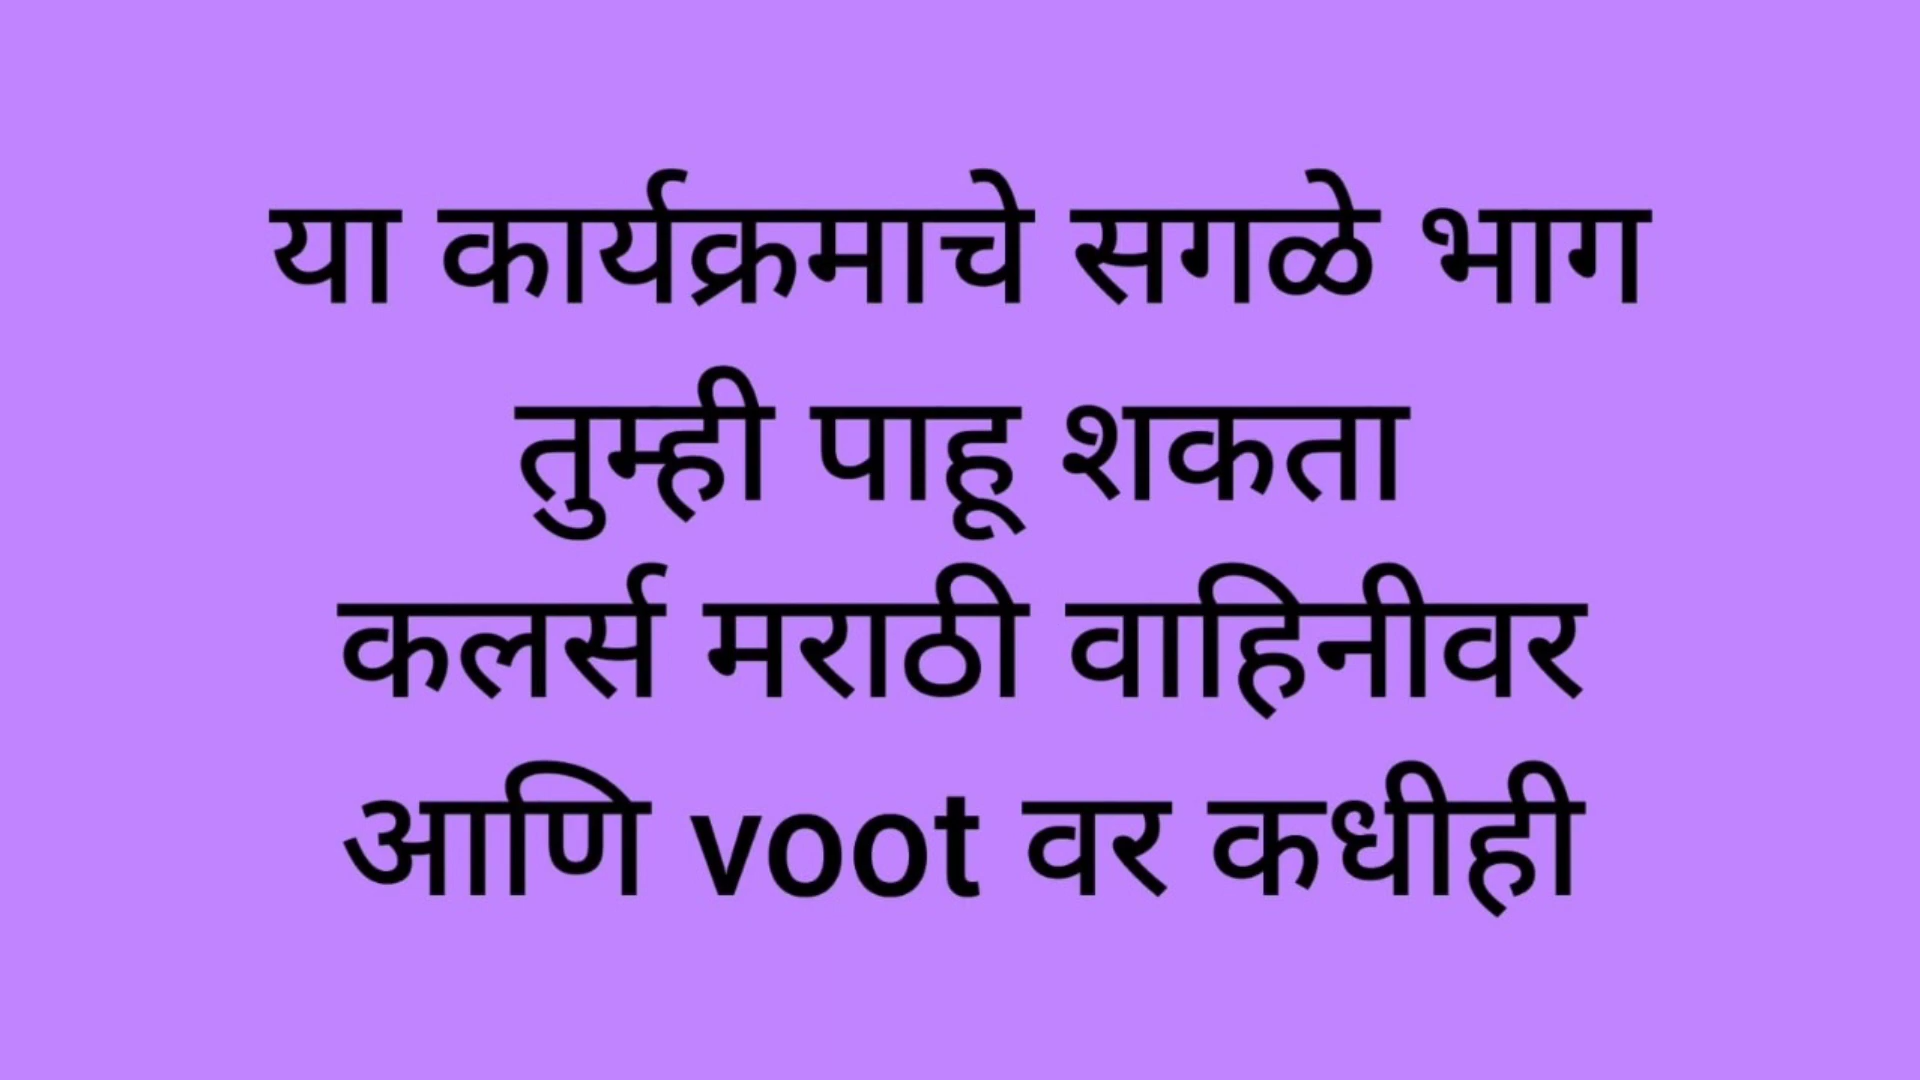 या कार्यक्रमाचे सगळे भाग
तुम्ही पाहू शकता
कलर्स मराठी वाहिनीवर
आणि voot वर कधीही